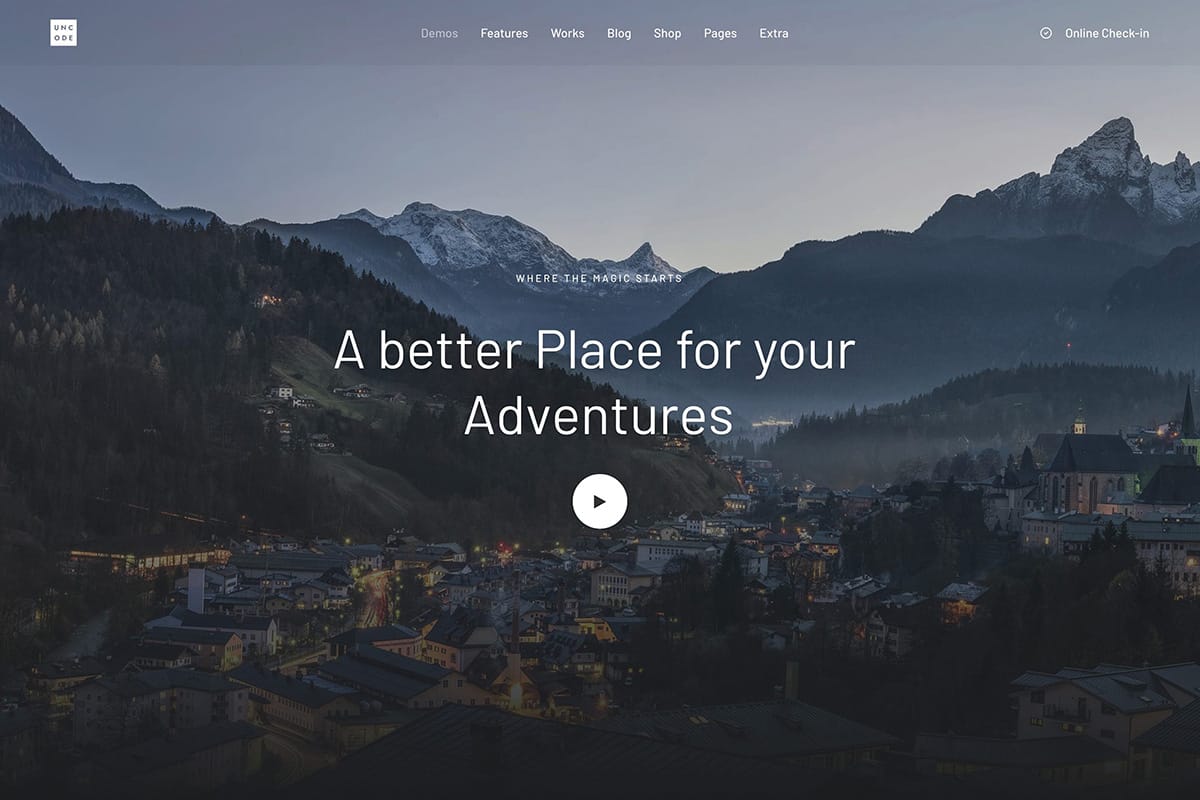 UNC
ODE
Demos Features Works Blog Shop Pages Extra
Online Check-in
WHERE THE MAGIC STARTS
A better Place for your
Adventures